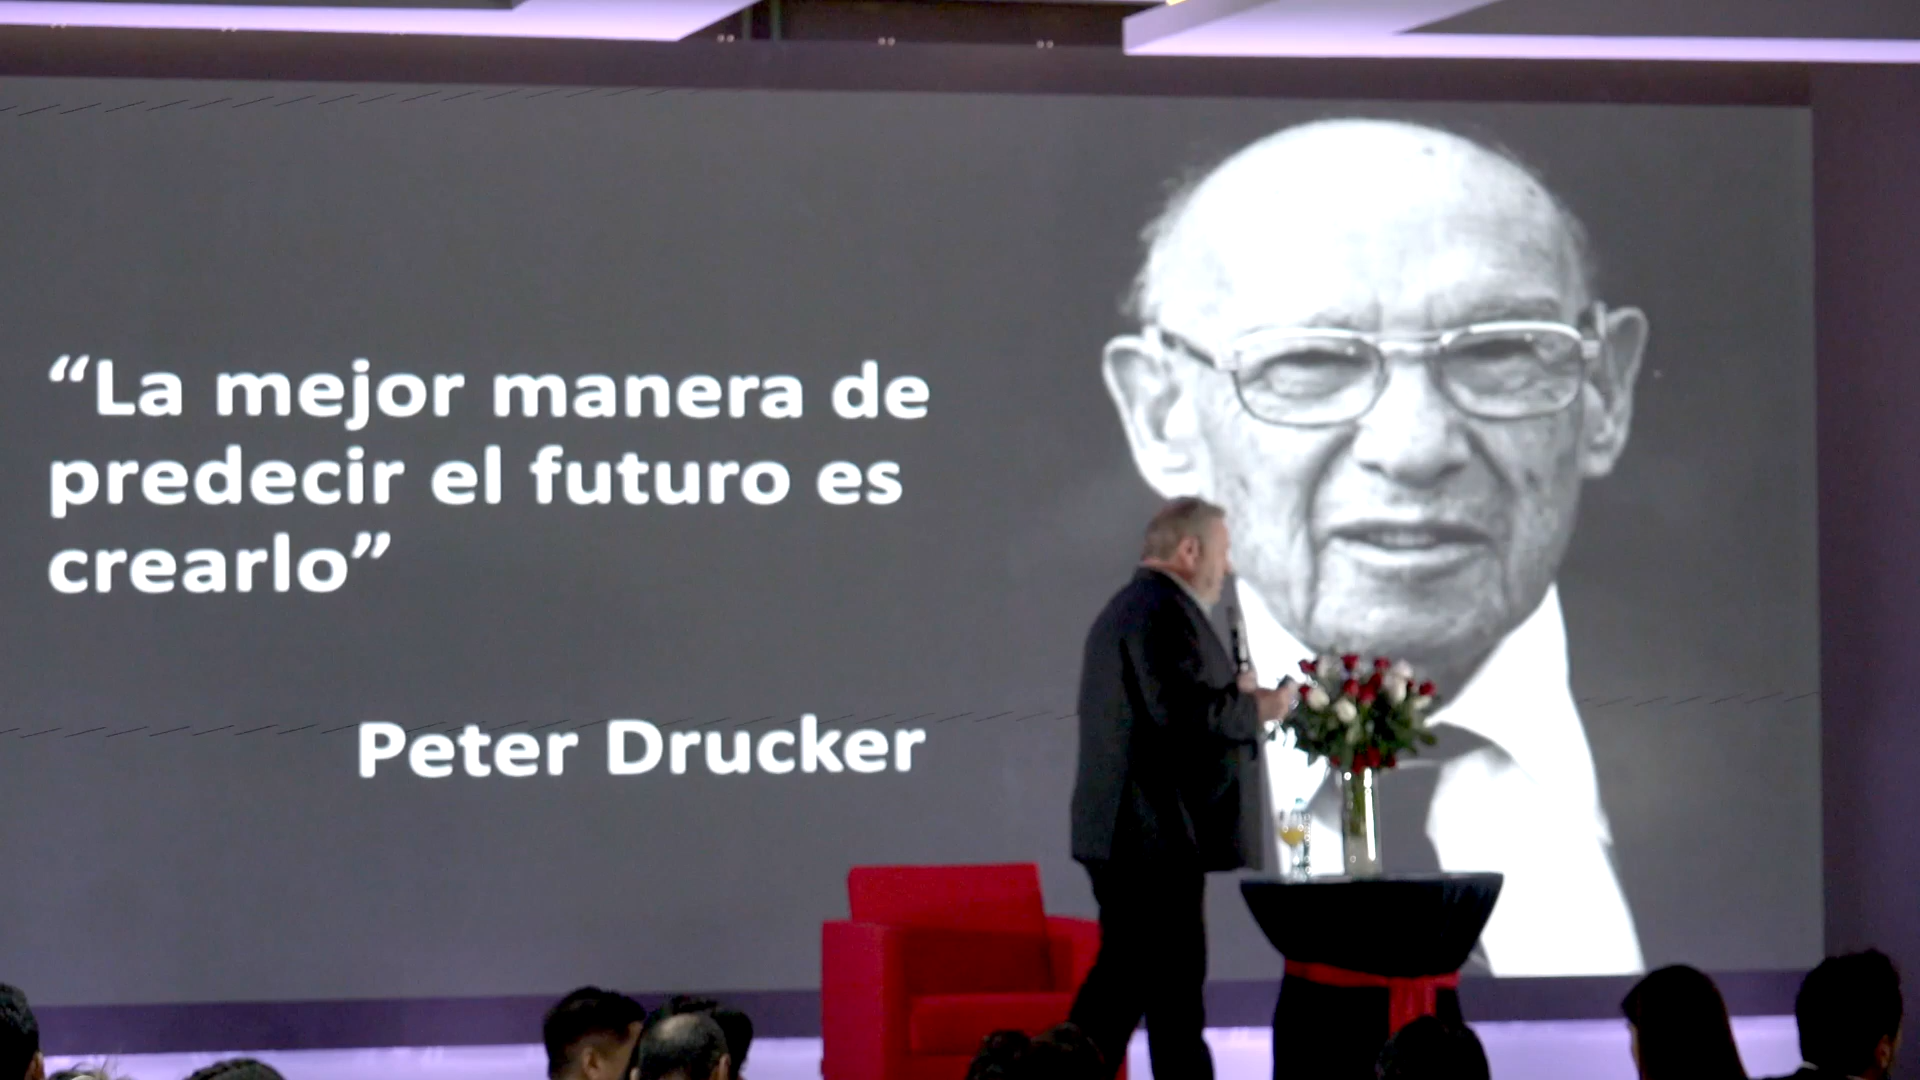 “La mejor manera de
predecir el futuro es
crearlo”
Peter Drucker